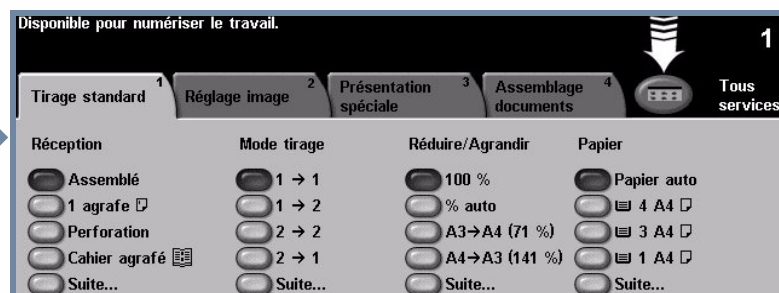 Disponible pour numériser le travail.
1
Tirage standard 1
Réglage image 2
Présentation spéciale 3
Assemblage documents 4
Tous services
Réception
Assemblé
1 agrafe
Perforation
Cahier agrafé
Suite...
Mode tirage
1 → 1
1 → 2
2 → 2
2 → 1
Suite...
Réduire/Agrandir
100 %
% auto
A3→A4 (71 %)
A4→A3 (141 %)
Suite...
Papier
Papier auto
4 A4
3 A4
1 A4
Suite...